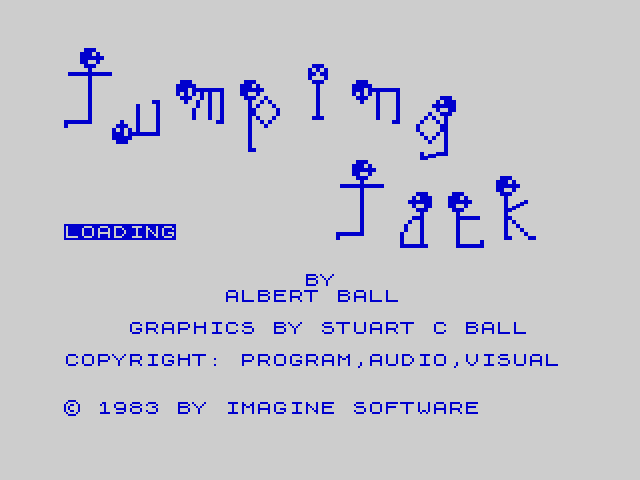 Jumping
Jack
LOADING
BY
ALBERT BALL
GRAPHICS BY STUART C BALL
COPYRIGHT: PROGRAM,AUDIO,VISUAL
© 1983 BY IMAGINE SOFTWARE